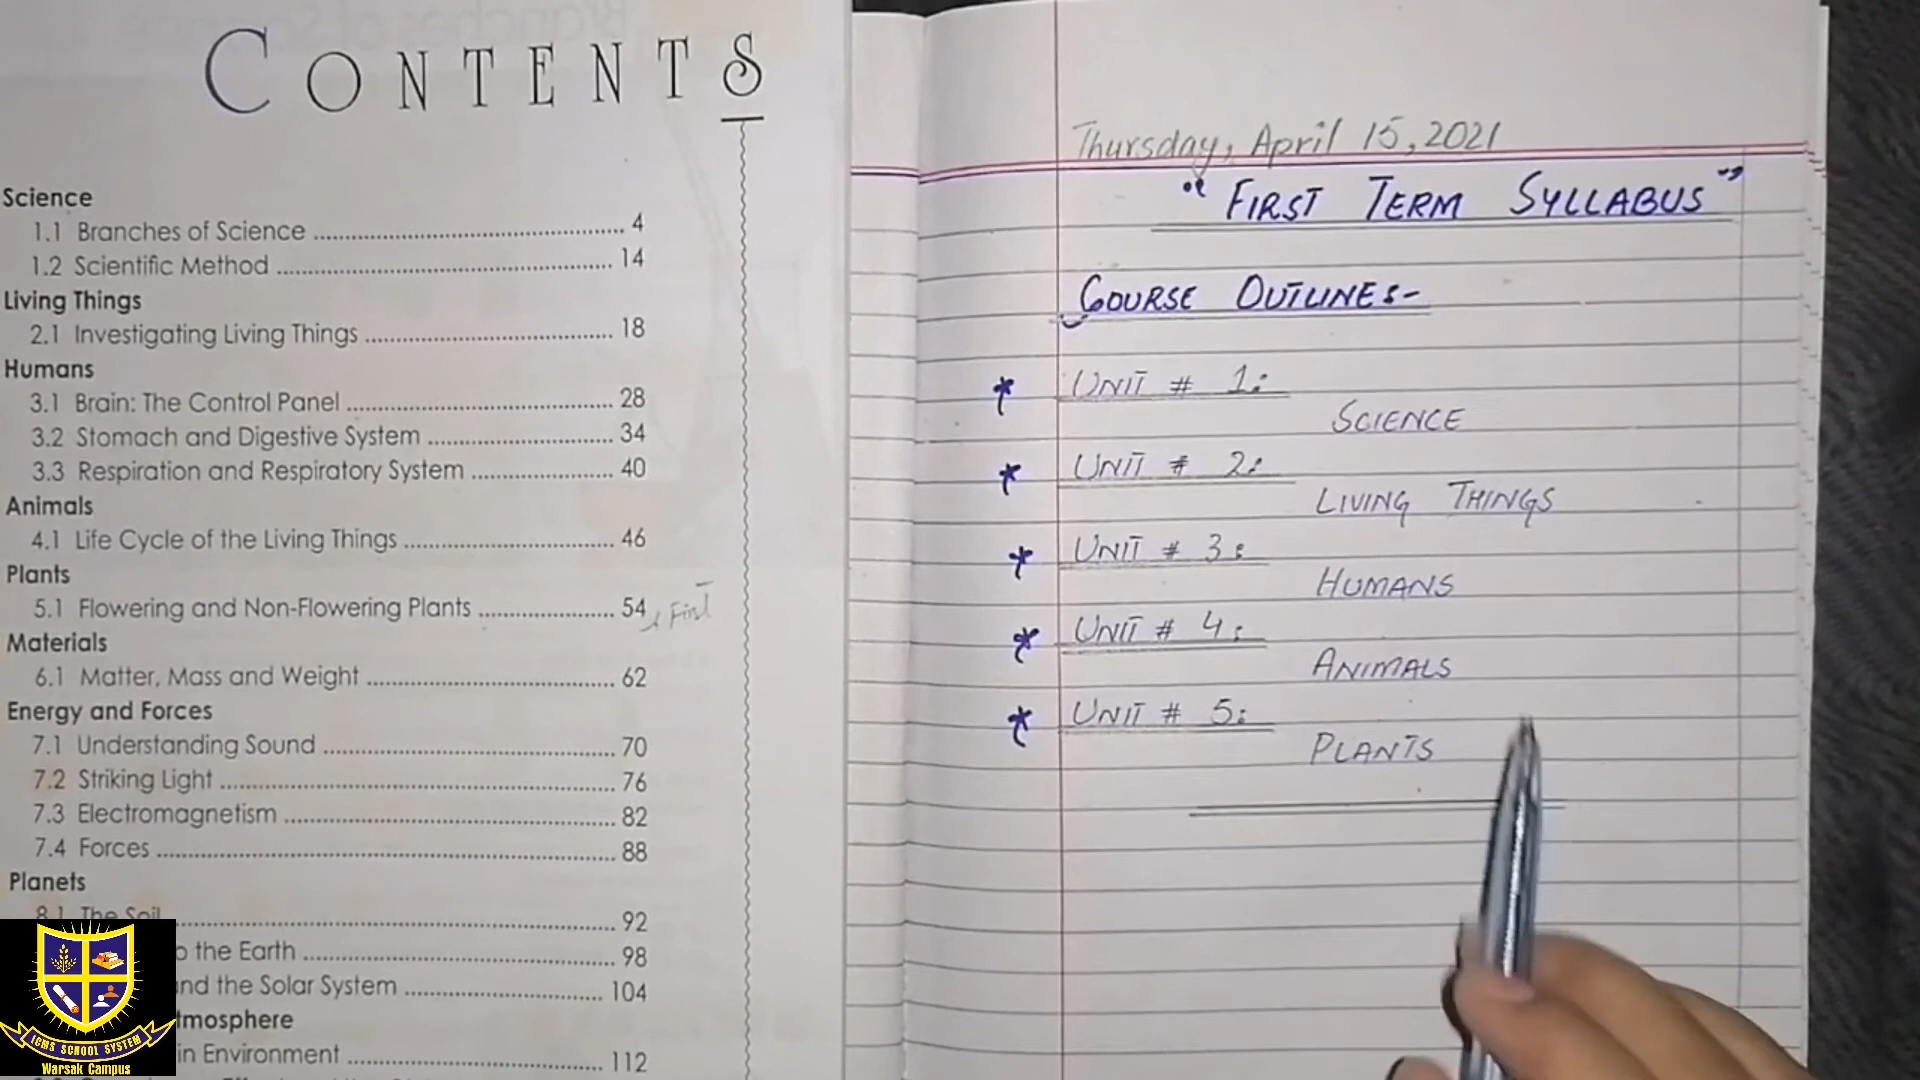 CONTENTS
Science
1.1 Branches of Science 4
1.2 Scientific Method 14
Living Things
2.1 Investigating Living Things 18
Humans
3.1 Brain: The Control Panel 28
3.2 Stomach and Digestive System 34
3.3 Respiration and Respiratory System 40
Animals
4.1 Life Cycle of the Living Things 46
Plants
5.1 Flowering and Non-Flowering Plants 54
First
Materials
6.1 Matter, Mass and Weight 62
Energy and Forces
7.1 Understanding Sound 70
7.2 Striking Light 76
7.3 Electromagnetism 82
7.4 Forces 88
Planets
8.1 The Soil 92
to the Earth 98
and the Solar System 104
tmosphere
in Environment 112
Thursday, April 15, 2021
"FIRST TERM SYLLABUS"
COURSE OUTLINES-
* UNIT # 1:
SCIENCE
* UNIT # 2:
LIVING THINGS
* UNIT # 3:
HUMANS
* UNIT # 4:
ANIMALS
* UNIT # 5:
PLANTS
ICMS SCHOOL SYSTEM
Warsak Campus